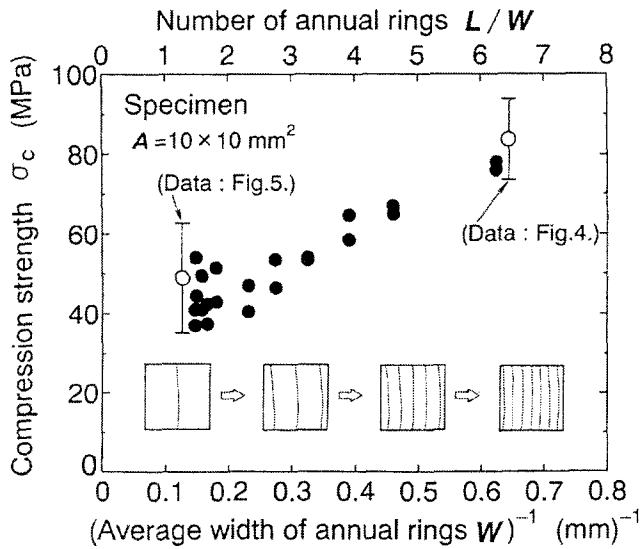 Number of annual rings L/W
0 1 2 3 4 5 6 7 8
Compression strength σc (MPa)
100
80
60
40
20
0
Specimen
A=10×10 mm²
(Data : Fig.5.)
(Data : Fig.4.)
0 0.1 0.2 0.3 0.4 0.5 0.6 0.7 0.8
(Average width of annual rings W)⁻¹ (mm)⁻¹